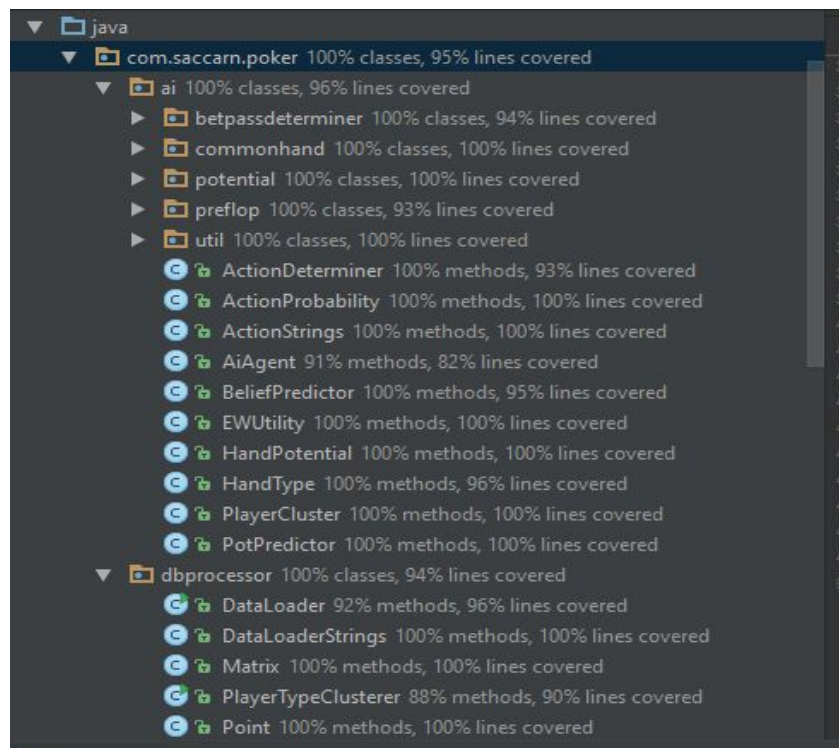 java
com.saccarn.poker 100% classes, 95% lines covered
ai 100% classes, 96% lines covered
betpassdeterminer 100% classes, 94% lines covered
commonhand 100% classes, 100% lines covered
potential 100% classes, 100% lines covered
preflop 100% classes, 93% lines covered
util 100% classes, 100% lines covered
ActionDeterminer 100% methods, 93% lines covered
ActionProbability 100% methods, 100% lines covered
ActionStrings 100% methods, 100% lines covered
AiAgent 91% methods, 82% lines covered
BeliefPredictor 100% methods, 95% lines covered
EWUtility 100% methods, 100% lines covered
HandPotential 100% methods, 100% lines covered
HandType 100% methods, 96% lines covered
PlayerCluster 100% methods, 100% lines covered
PotPredictor 100% methods, 100% lines covered
dbprocessor 100% classes, 94% lines covered
DataLoader 92% methods, 96% lines covered
DataLoaderStrings 100% methods, 100% lines covered
Matrix 100% methods, 100% lines covered
PlayerTypeClusterer 88% methods, 90% lines covered
Point 100% methods, 100% lines covered